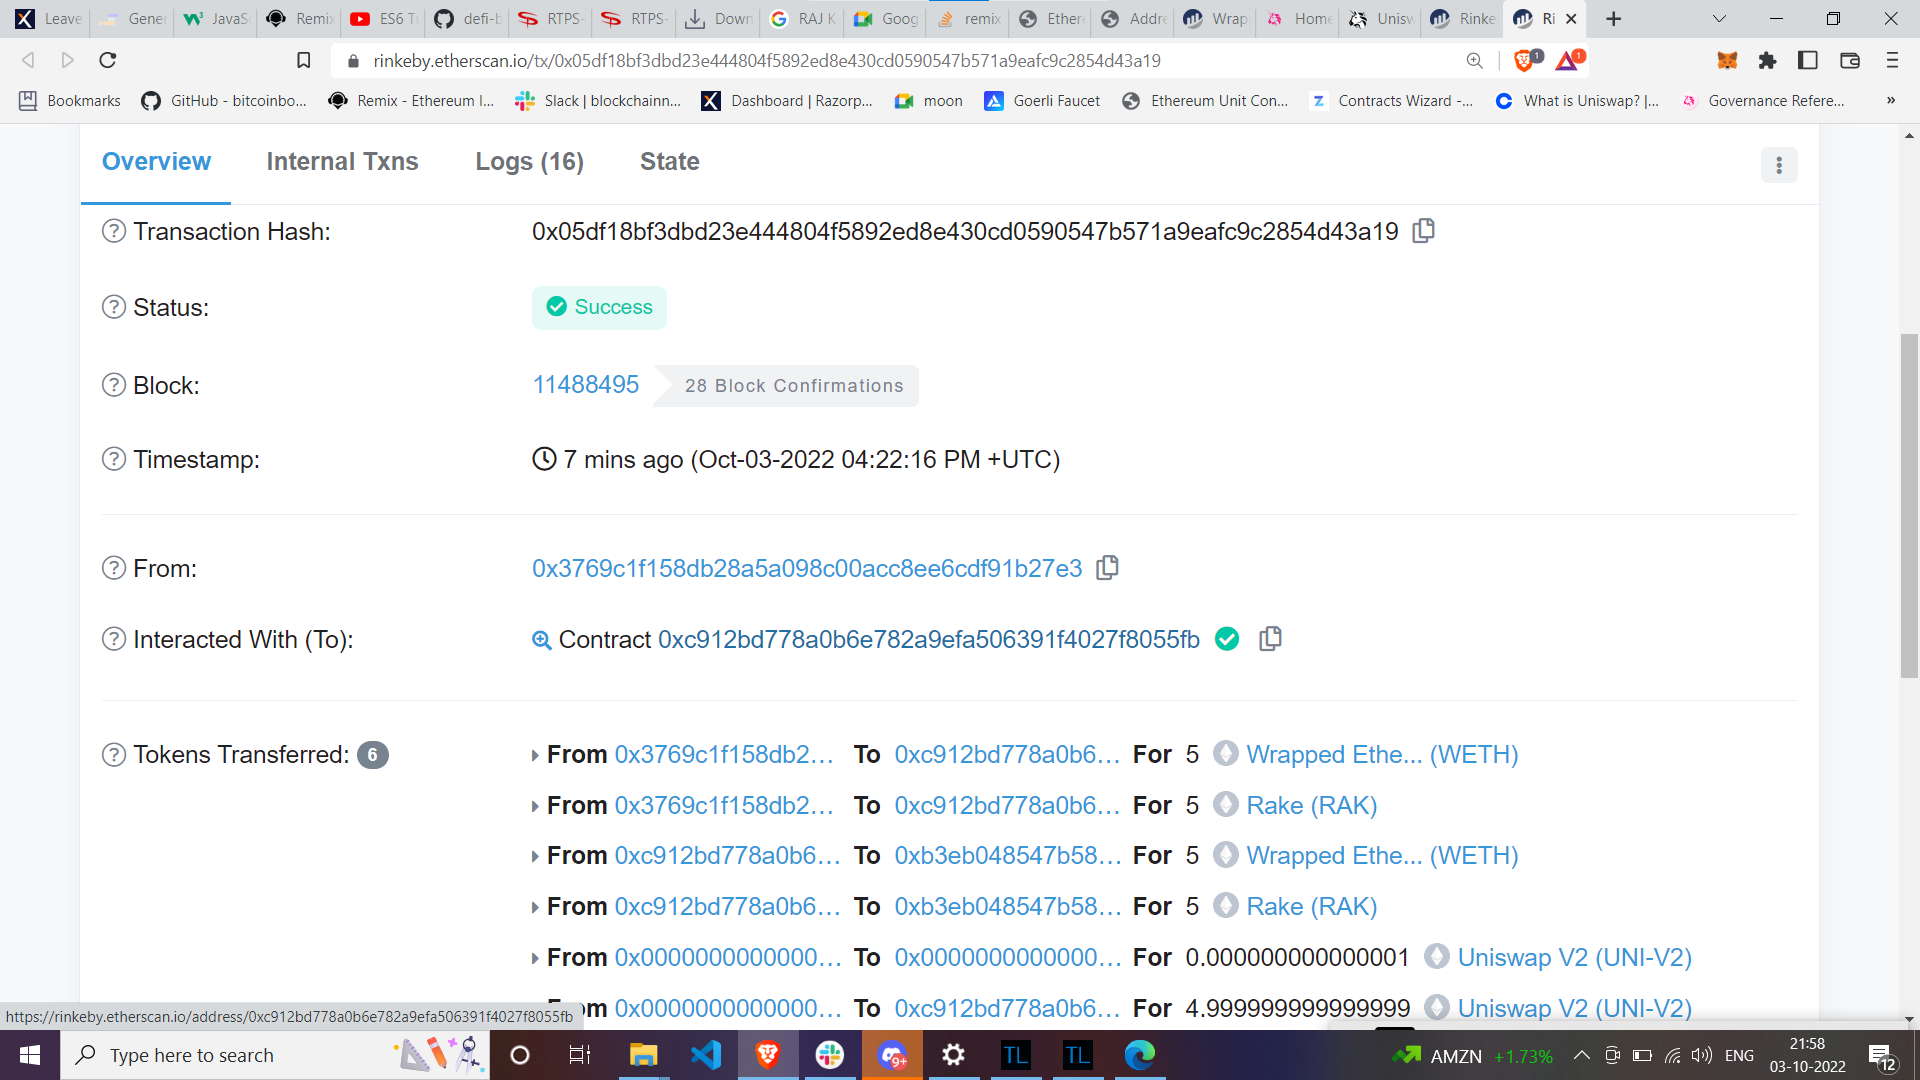 Leave
Gener
JavaS
Remix
ES6 Tu
defi-b
RTPS-
RTPS-
Down
RAJ K
Goog
remix
Ether
Addre
Wrap
Home
Unisw
Rinke
Ri
rinkeby.etherscan.io/tx/0x05df18bf3dbd23e444804f5892ed8e430cd0590547b571a9eafc9c2854d43a19
1
1
Bookmarks
GitHub - bitcoinbo...
Remix - Ethereum I...
Slack | blockchainn...
Dashboard | Razorp...
moon
Goerli Faucet
Ethereum Unit Con...
Contracts Wizard -...
What is Uniswap? |...
Governance Refere...
»
Overview
Internal Txns
Logs (16)
State
Transaction Hash:
0x05df18bf3dbd23e444804f5892ed8e430cd0590547b571a9eafc9c2854d43a19
Status:
Success
Block:
11488495
28 Block Confirmations
Timestamp:
7 mins ago (Oct-03-2022 04:22:16 PM +UTC)
From:
0x3769c1f158db28a5a098c00acc8ee6cdf91b27e3
Interacted With (To):
Contract 0xc912bd778a0b6e782a9efa506391f4027f8055fb
Tokens Transferred: 6
From 0x3769c1f158db2... To 0xc912bd778a0b6... For 5 Wrapped Ethe... (WETH)
From 0x3769c1f158db2... To 0xc912bd778a0b6... For 5 Rake (RAK)
From 0xc912bd778a0b6... To 0xb3eb048547b58... For 5 Wrapped Ethe... (WETH)
From 0xc912bd778a0b6... To 0xb3eb048547b58... For 5 Rake (RAK)
From 0x0000000000000... To 0x0000000000000... For 0.000000000000001 Uniswap V2 (UNI-V2)
om 0x0000000000000... To 0xc912bd778a0b6... For 4.999999999999999 Uniswap V2 (UNI-V2)
https://rinkeby.etherscan.io/address/0xc912bd778a0b6e782a9efa506391f4027f8055fb
Type here to search
9+
TL
TL
AMZN +1.73%
ENG
21:58
03-10-2022
12